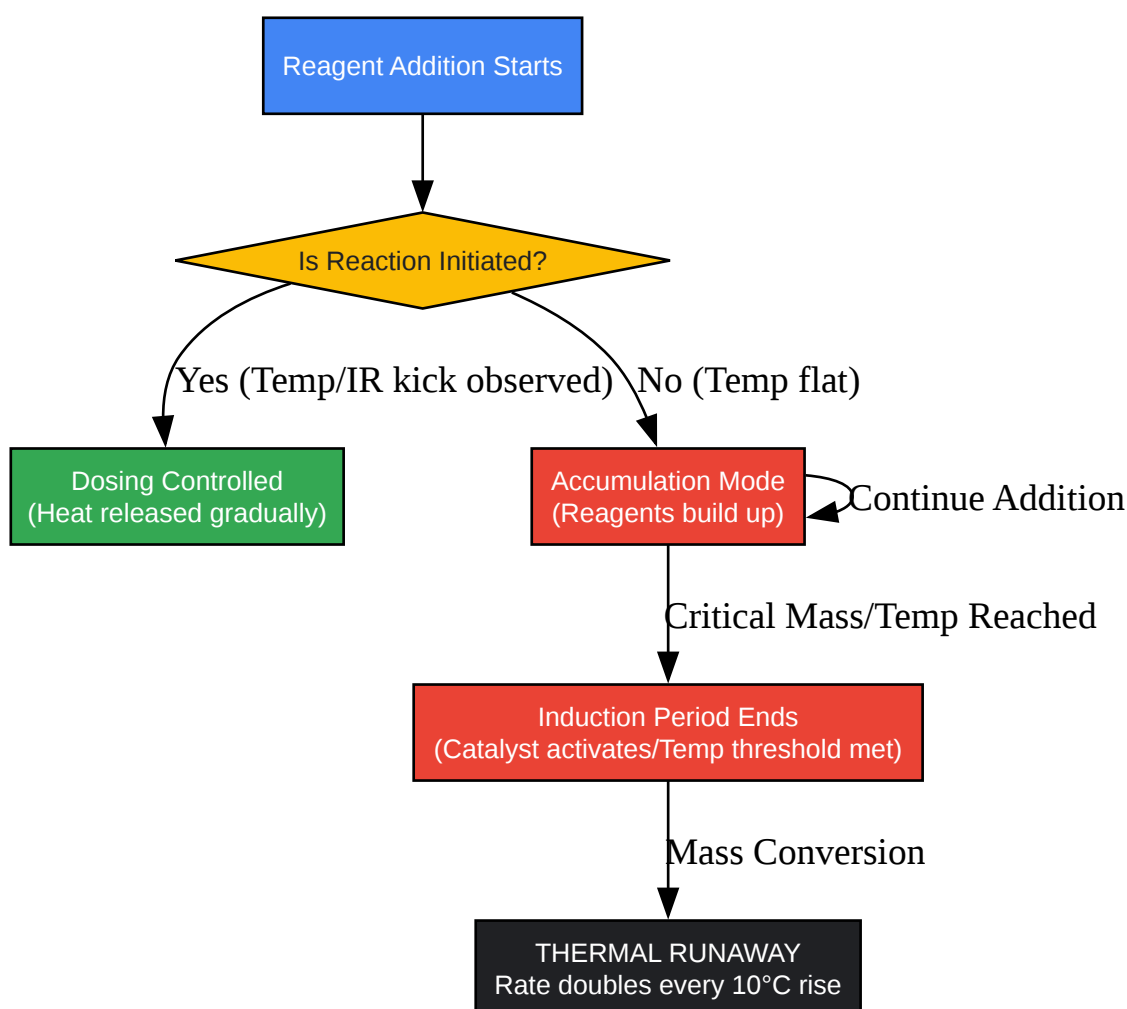 Reagent Addition Starts
Is Reaction Initiated?
Yes (Temp/IR kick observed)
No (Temp flat)
Dosing Controlled
(Heat released gradually)
Accumulation Mode
(Reagents build up)
Continue Addition
Critical Mass/Temp Reached
Induction Period Ends
(Catalyst activates/Temp threshold met)
Mass Conversion
THERMAL RUNAWAY
Rate doubles every 10°C rise